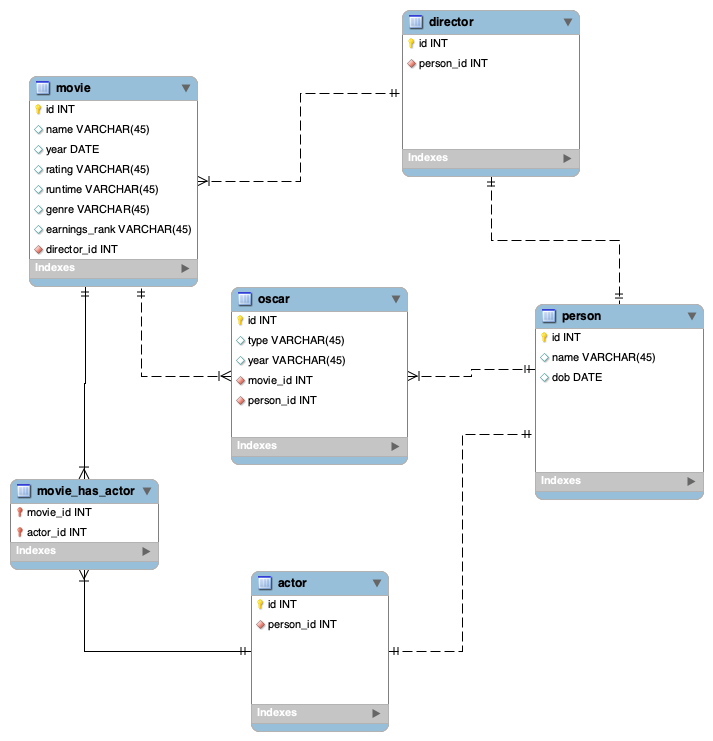 director
id INT
person_id INT
Indexes
movie
id INT
name VARCHAR(45)
year DATE
rating VARCHAR(45)
runtime VARCHAR(45)
genre VARCHAR(45)
earnings_rank VARCHAR(45)
director_id INT
Indexes
oscar
id INT
type VARCHAR(45)
year VARCHAR(45)
movie_id INT
person_id INT
Indexes
person
id INT
name VARCHAR(45)
dob DATE
Indexes
movie_has_actor
movie_id INT
actor_id INT
Indexes
actor
id INT
person_id INT
Indexes